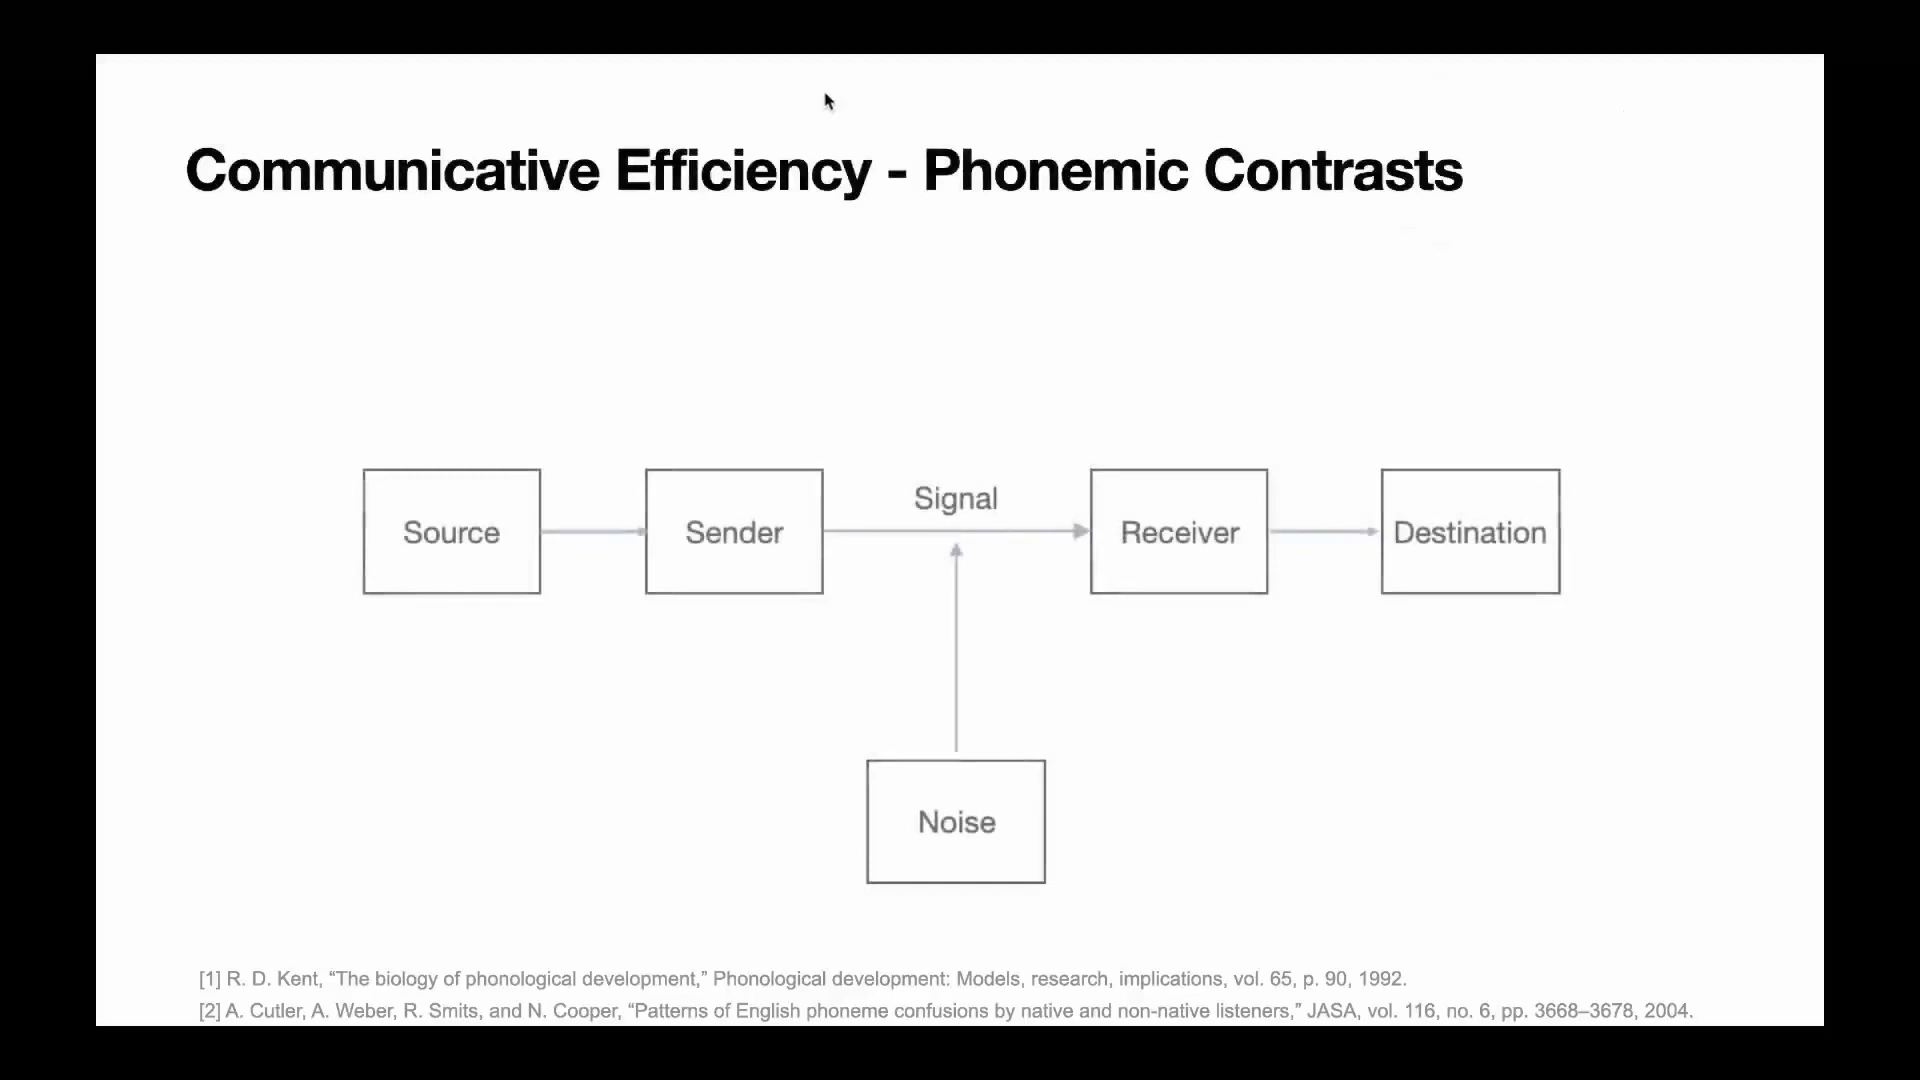 Communicative Efficiency - Phonemic Contrasts
Signal
Source
Sender
Receiver
Destination
Noise
[1] R. D. Kent, “The biology of phonological development,” Phonological development: Models, research, implications, vol. 65, p. 90, 1992.
[2] A. Cutler, A. Weber, R. Smits, and N. Cooper, “Patterns of English phoneme confusions by native and non-native listeners,” JASA, vol. 116, no. 6, pp. 3668–3678, 2004.